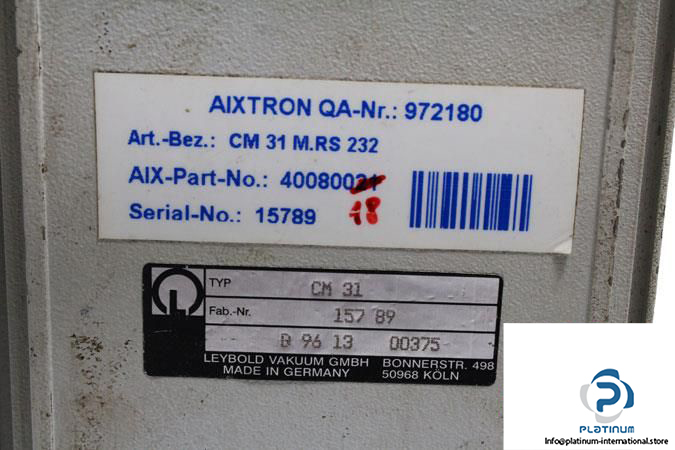 AIXTRON QA-Nr.: 972180
Art.-Bez.: CM 31 M.RS 232
AIX-Part-No.: 40080021
18
Serial-No.: 15789
TYP CM 31
Fab.-Nr. 157 89
B 96 13 00375
LEYBOLD VAKUUM GMBH BONNERSTR. 498
MADE IN GERMANY 50968 KÖLN
PLATINUM
Info@platinum-international.store